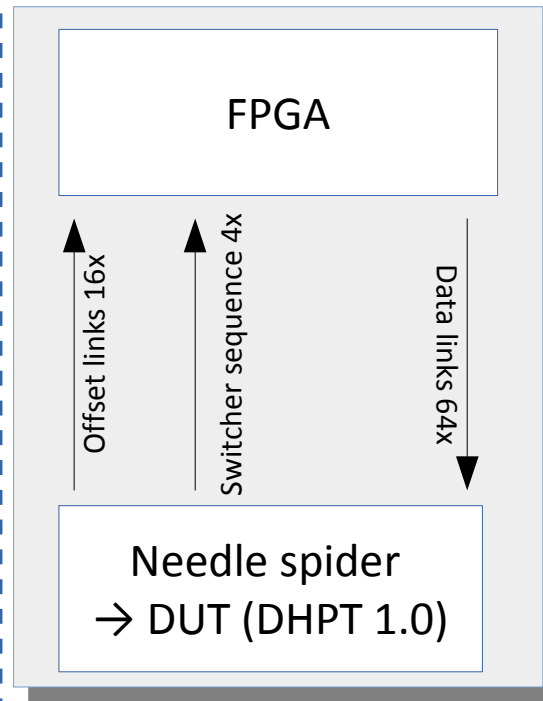 FPGA
Offset links 16x
Switcher sequence 4x
Data links 64x
Needle spider
→ DUT (DHPT 1.0)